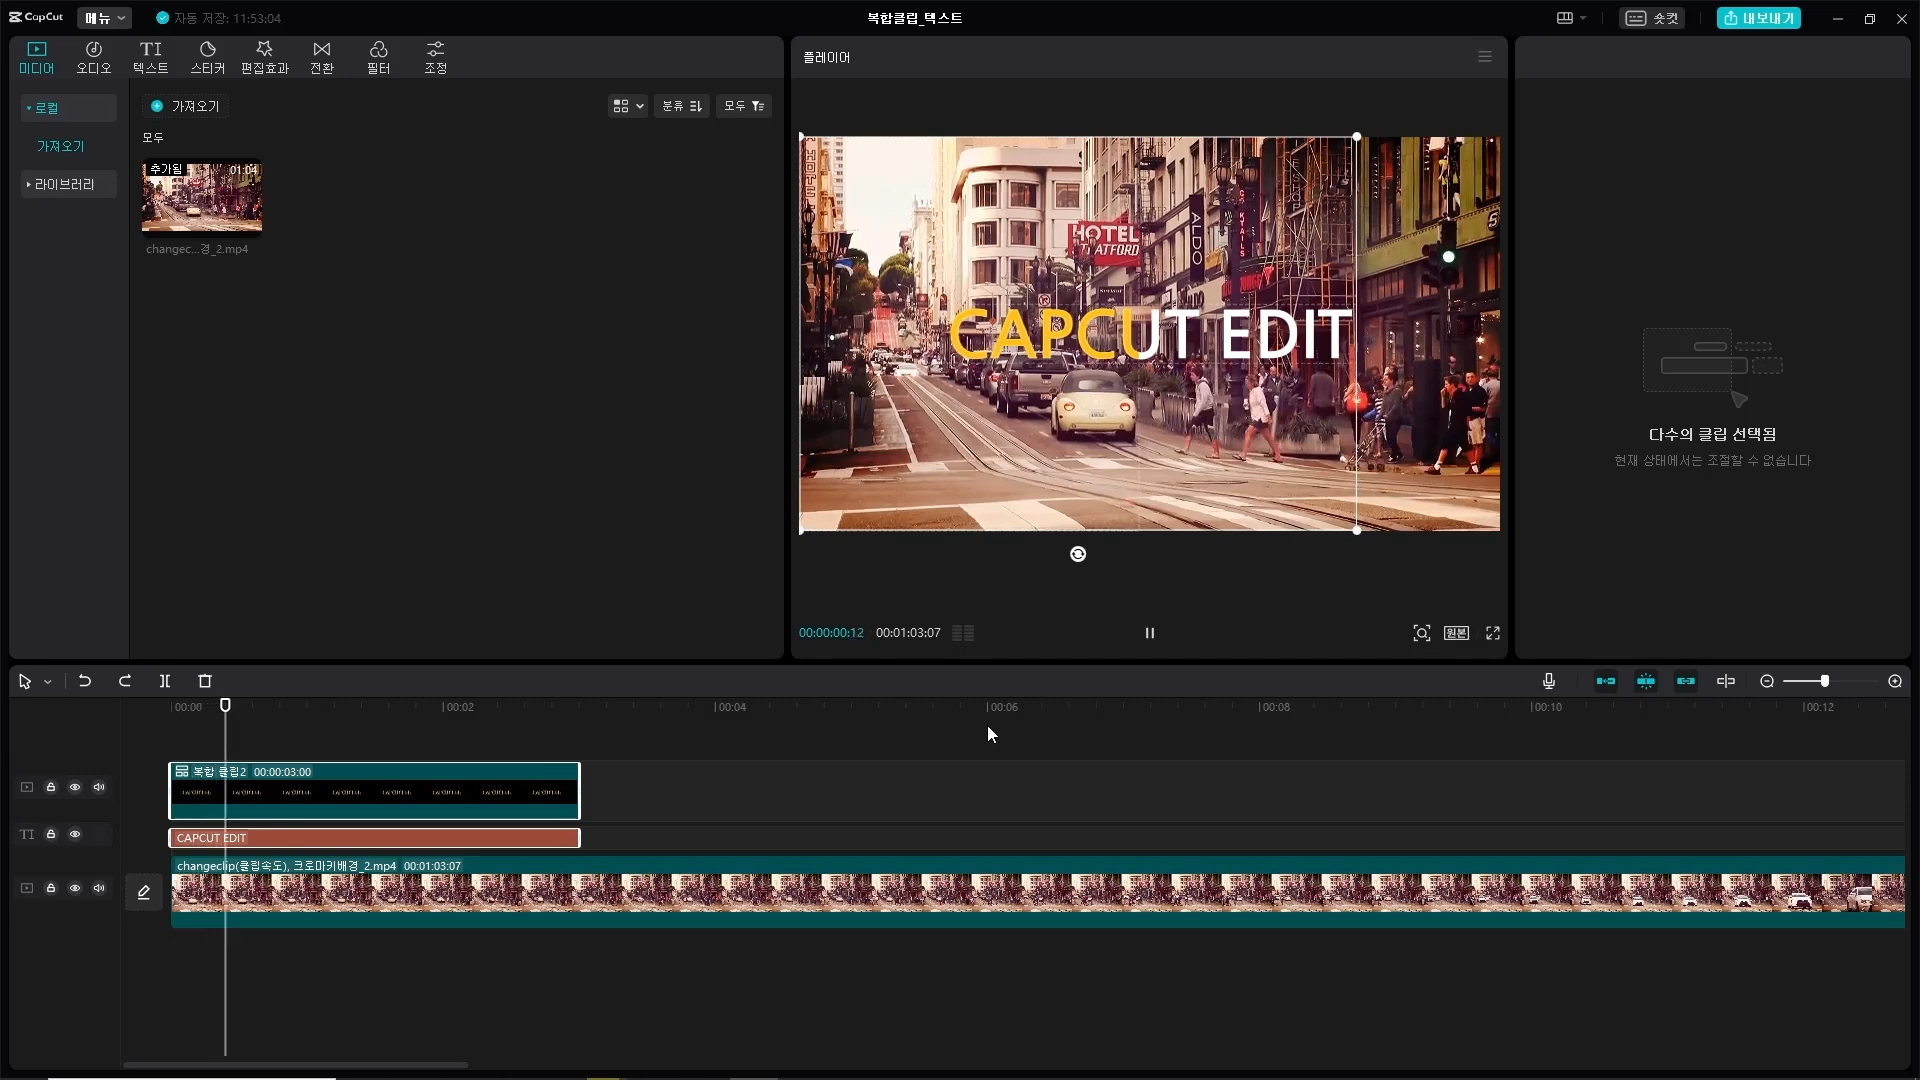 CapCut
메뉴
자동 저장: 11:53:04
복합클립_텍스트
숏컷
내보내기
미디어
오디오
텍스트
스티커
편집효과
전환
필터
조정
로컬
가져오기
라이브러리
가져오기
분류
모두
모두
추가됨
01:04
changec...경_2.mp4
플레이어
HOTEL
STRATFORD
ALDO
CAPCUT EDIT
00:00:00:12
00:01:03:07
원본
다수의 클립 선택됨
현재 상태에서는 조절할 수 없습니다
00:00
00:02
00:04
00:06
00:08
00:10
00:12
복합 클립2 00:00:03:00
TI
CAPCUT EDIT
changeclip(클립속도), 크로마키배경_2.mp4 00:01:03:07